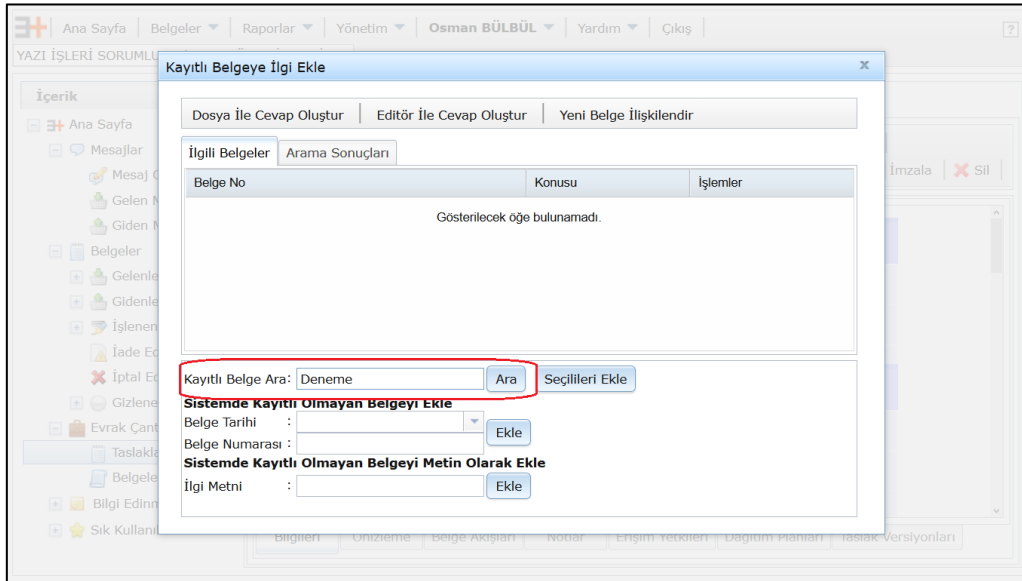 Ana Sayfa Belgeler Raporlar Yönetim Osman BÜLBÜL Yardım Çıkış
YAZI İŞLERİ SORUMLU
Kayıtlı Belgeye İlgi Ekle
İçerik
Ana Sayfa
Mesajlar
Mesaj
Gelen
Giden
Belgeler
Gelenle
Gidenle
İşlenen
İade Ed
İptal Ed
Gizlene
Evrak Çant
Taslakla
Belgele
Bilgi Edinm
Sık Kullanı
Dosya İle Cevap Oluştur Editör İle Cevap Oluştur Yeni Belge İlişkilendir
İlgili Belgeler Arama Sonuçları
Belge No Konusu İşlemler
Gösterilecek öğe bulunamadı.
Kayıtlı Belge Ara: Deneme Ara Seçilileri Ekle
Sistemde Kayıtlı Olmayan Belgeyi Ekle
Belge Tarihi :
Belge Numarası : Ekle
Sistemde Kayıtlı Olmayan Belgeyi Metin Olarak Ekle
İlgi Metni : Ekle
İmzala Sil
Bilgileri Önizleme Belge Akışları Notlar Erişim Yetkileri Dağıtım Planları Taslak Versiyonları